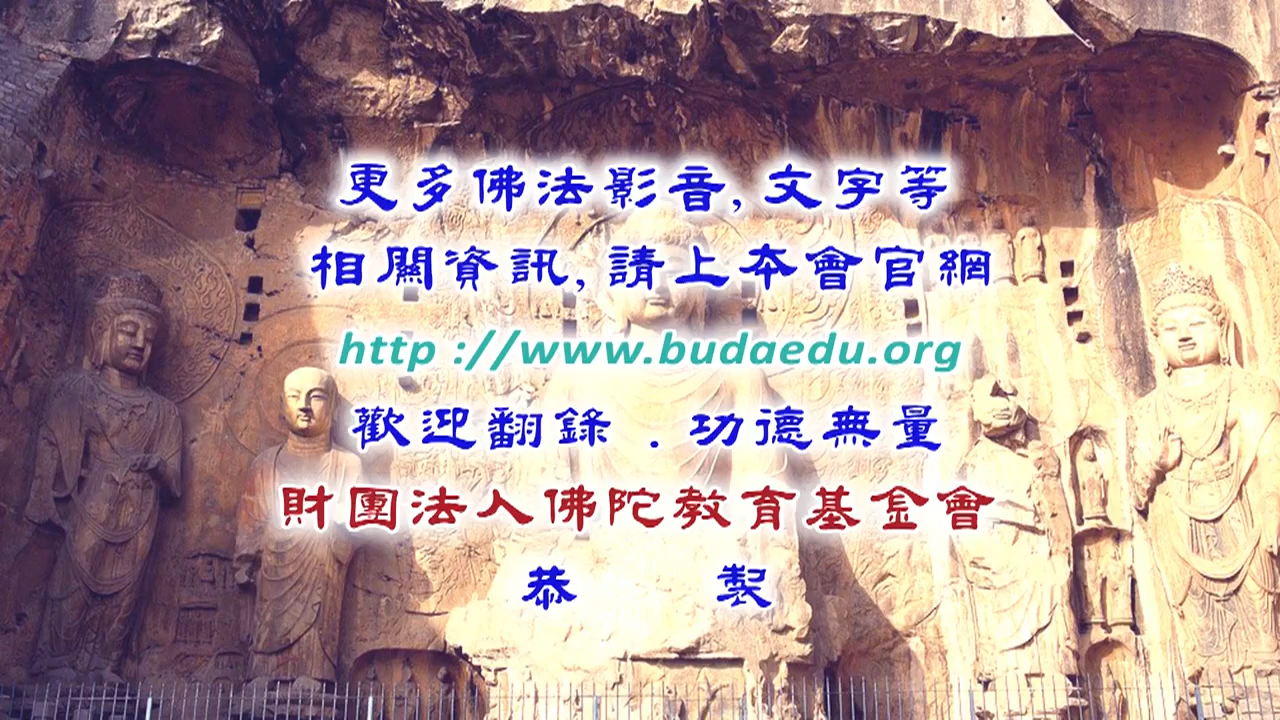 更多佛法影音,文字等
相關資訊,請上本會官網
http ://www.budaedu.org
歡迎翻錄 . 功德無量
財團法人佛陀教育基金會
恭 製